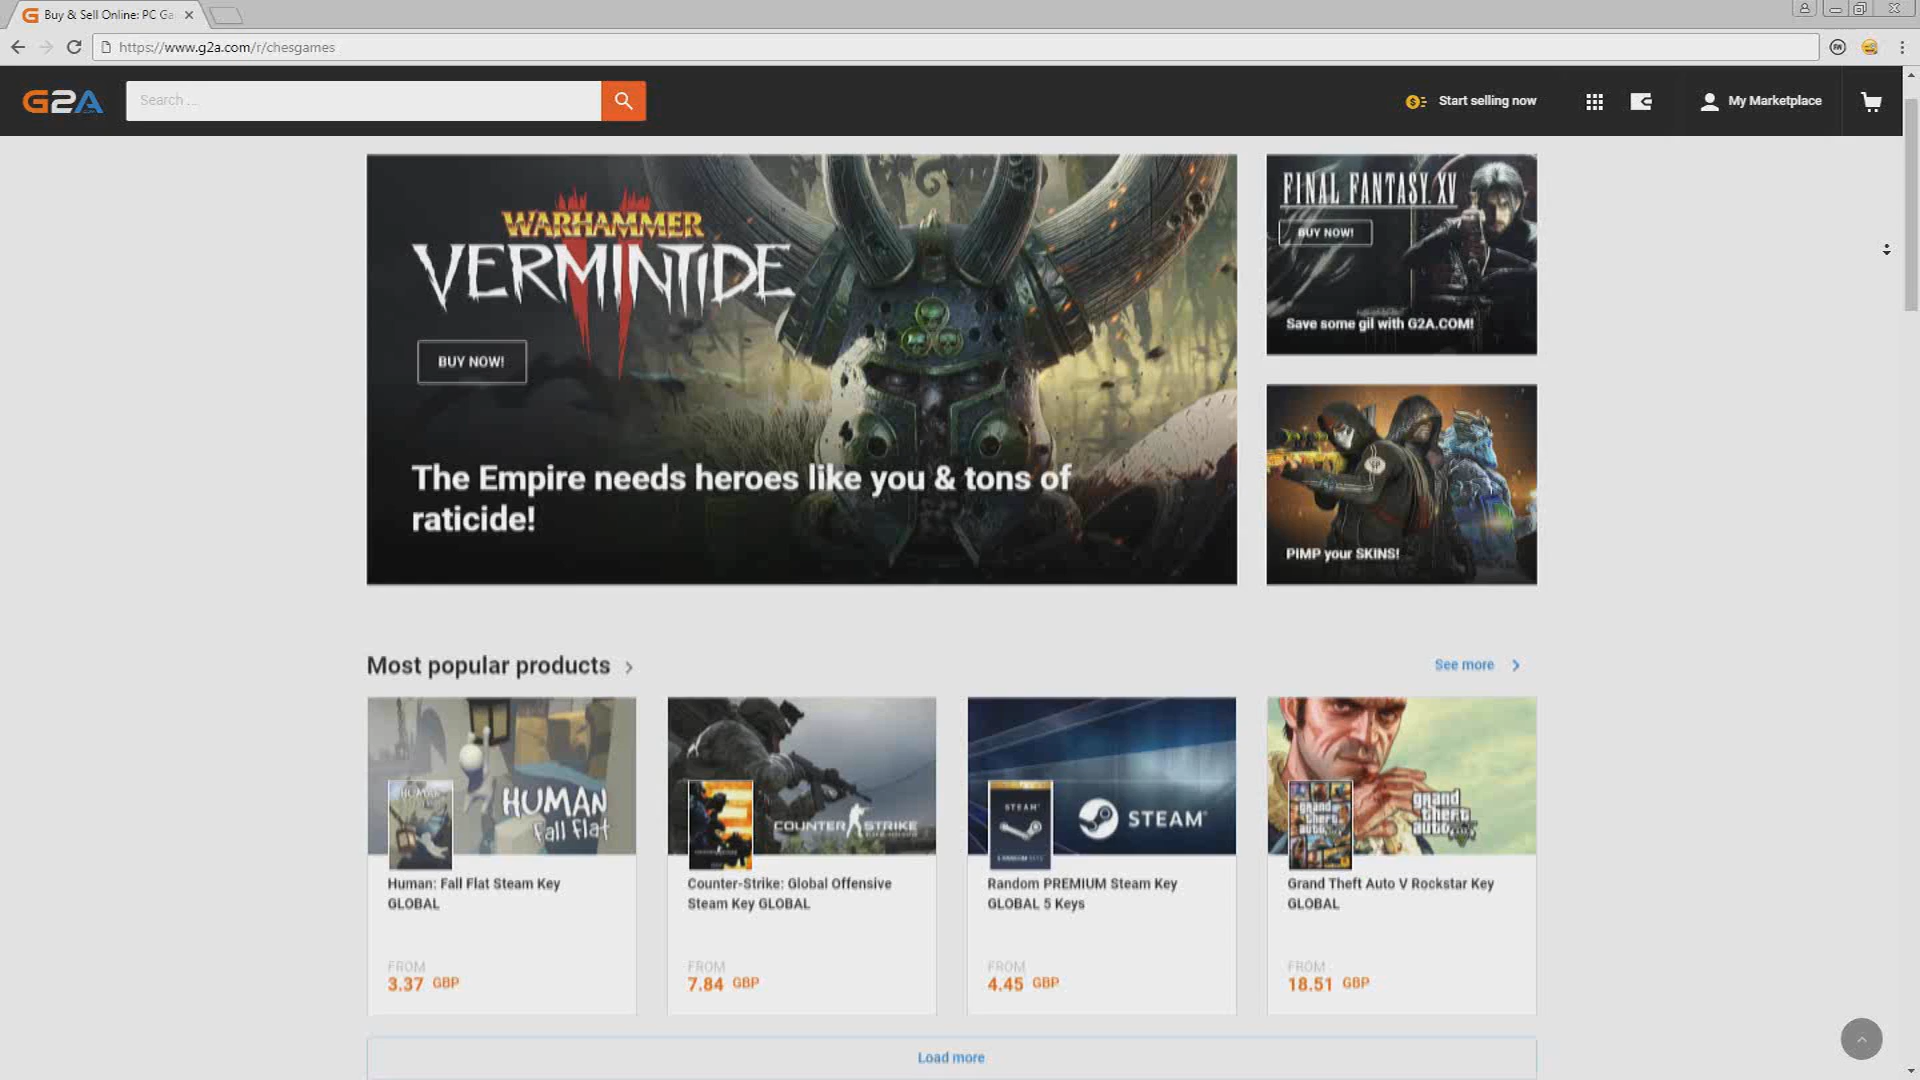 Buy & Sell Online: PC Ga
https://www.g2a.com/r/chesgames
G2A
Search ...
Start selling now
My Marketplace
WARHAMMER
VERMINTIDE
II
BUY NOW!
The Empire needs heroes like you & tons of
raticide!
FINAL FANTASY XV
BUY NOW!
Save some gil with G2A.COM!
PIMP your SKINS!
Most popular products
See more
HUMAN
HUMAN
Fall Flat
Human: Fall Flat Steam Key
GLOBAL
FROM
3.37 GBP
COUNTER STRIKE
Counter-Strike: Global Offensive
Steam Key GLOBAL
FROM
7.84 GBP
STEAM
STEAM
Random PREMIUM Steam Key
GLOBAL 5 Keys
FROM
4.45 GBP
grand
theft
auto
grand
theft
auto
V
Grand Theft Auto V Rockstar Key
GLOBAL
FROM
18.51 GBP
Load more